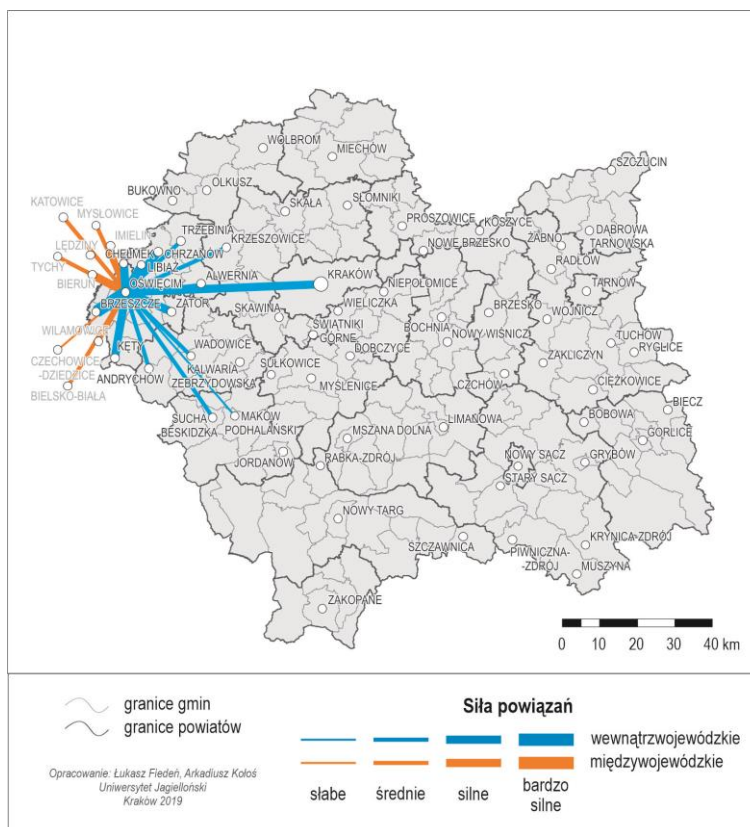 WOLBROM
MIECHÓW
SZCZUCIN
BUKOWNO
OLKUSZ
KATOWICE
MYSŁOWICE
SKAŁA
SŁOMNIKI
IMIELIN
TRZEBINIA
PROSZOWICE
KOSZYCE
DĄBROWA
TARNOWSKA
LĘDZINY
CHEŁMEK
CHRZANÓW
KRZESZOWICE
NOWE BRZESKO
ŻABNO
TYCHY
LIBIĄŻ
RADŁÓW
BIERUŃ
OŚWIĘCIM
ALWERNIA
KRAKÓW
NIEPOŁOMICE
TARNÓW
BRZESZCZE
ZATOR
WIELICZKA
BRZESKO
WOJNICZ
SKAWINA
BOCHNIA
WILAMOWICE
ŚWIĄTNIKI
GÓRNE
NOWY WIŚNICZ
TUCHÓW
KĘTY
WADOWICE
DOBCZYCE
RYGLICE
CZECHOWICE
-DZIEDZICE
KALWARIA
ZEBRZYDOWSKA
SUŁKOWICE
ZAKLICZYN
ANDRYCHÓW
MYŚLENICE
CZCHÓW
CIĘŻKOWICE
BIELSKO-BIAŁA
BIECZ
SUCHA
BESKIDZKA
MAKÓW
PODHALAŃSKI
LIMANOWA
BOBOWA
MSZANA DOLNA
GORLICE
JORDANÓW
RABKA-ZDRÓJ
NOWY SĄCZ
GRYBÓW
STARY SĄCZ
NOWY TARG
SZCZAWNICA
PIWNICZNA-
-ZDRÓJ
KRYNICA-ZDRÓJ
MUSZYNA
ZAKOPANE
0 10 20 30 40 km
granice gmin
granice powiatów
Opracowanie: Łukasz Fiedeń, Arkadiusz Kołoś
Uniwersytet Jagielloński
Kraków 2019
Siła powiązań
wewnątrzwojewódzkie
międzywojewódzkie
słabe średnie silne bardzo
silne